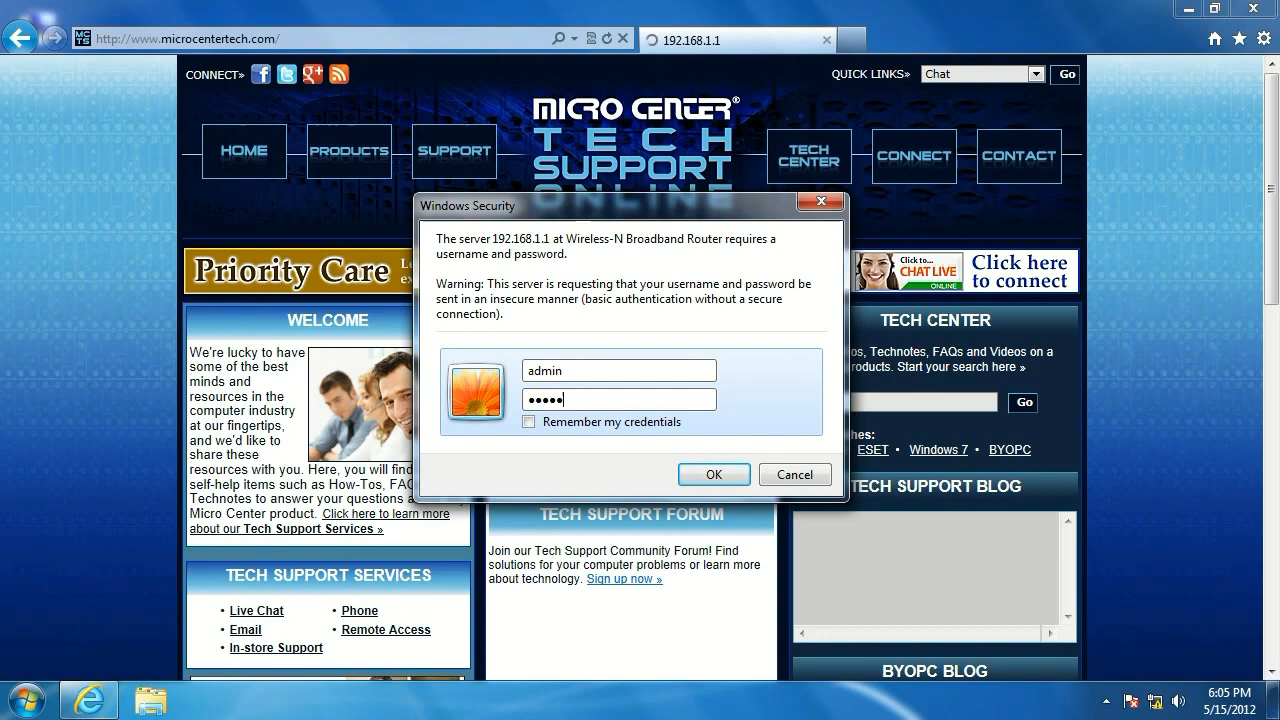 http://www.microcentertech.com/
192.168.1.1
CONNECT»
QUICK LINKS»
Chat
Go
HOME
PRODUCTS
SUPPORT
MICRO CENTER®
TECH
SUPPORT
ONLINE
TECH
CENTER
CONNECT
CONTACT
Windows Security
The server 192.168.1.1 at Wireless-N Broadband Router requires a
username and password.
Warning: This server is requesting that your username and password be
sent in an insecure manner (basic authentication without a secure
connection).
admin
●●●●●
Remember my credentials
OK
Cancel
Priority Care
Click to...
CHAT LIVE
ONLINE
Click here
to connect
WELCOME
We're lucky to have
some of the best
minds and
resources in the
computer industry
at our fingertips,
and we'd like to
share these
resources with you. Here, you will find
self-help items such as How-Tos,
Technotes to answer your questions
Micro Center product. Click here to learn more
about our Tech Support Services »
TECH SUPPORT SERVICES
• Live Chat
• Phone
• Email
• Remote Access
• In-store Support
TECH SUPPORT FORUM
Join our Tech Support Community Forum! Find
solutions for your computer problems or learn more
about technology. Sign up now »
TECH CENTER
Technotes, FAQs and Videos on a
Start your search here »
Go
ESET • Windows 7 • BYOPC
TECH SUPPORT BLOG
BYOPC BLOG
6:05 PM
5/15/2012